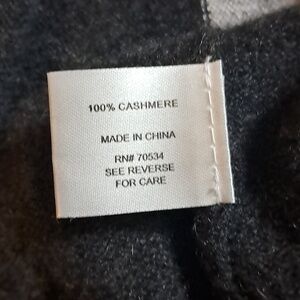 100% CASHMERE
MADE IN CHINA
RN# 70534
SEE REVERSE
FOR CARE